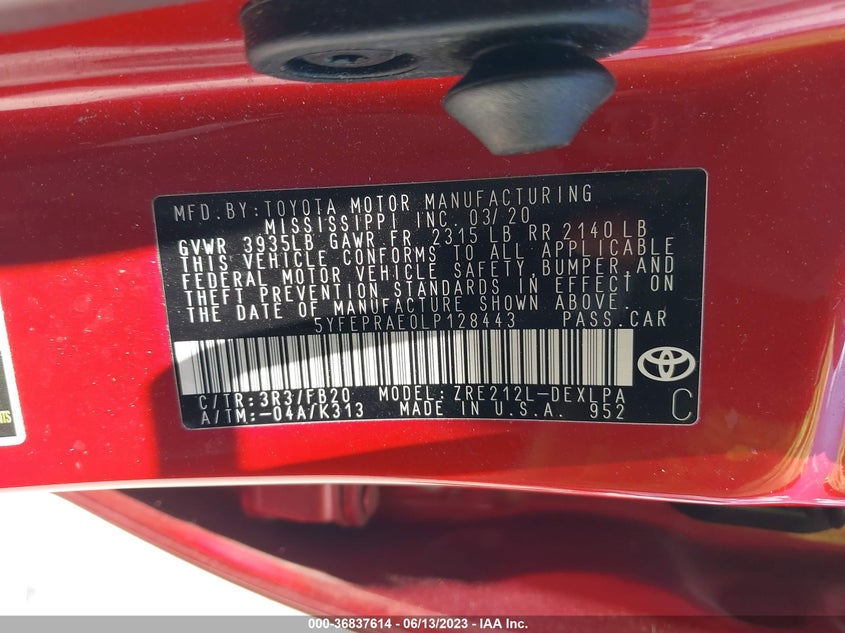 MFD. BY: TOYOTA MOTOR MANUFACTURING
MISSISSIPPI INC. 03/20
GVWR 3935LB GAWR FR 2315 LB RR 2140 LB
THIS VEHICLE CONFORMS TO ALL APPLICABLE
FEDERAL MOTOR VEHICLE SAFETY, BUMPER, AND
THEFT PREVENTION STANDARDS IN EFFECT ON
THE DATE OF MANUFACTURE SHOWN ABOVE.
5YFEPRAE0LP128443 PASS. CAR
C/TR: 3R3/FB20 MODEL: ZRE212L-DEXLPA
A/TM: -04A/K313 MADE IN U.S.A. 952
C
000-36837614 - 06/13/2023 - IAA Inc.